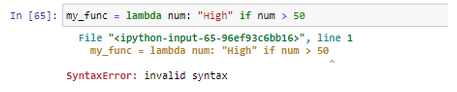 In [65]: my_func = lambda num: "High" if num > 50
File "<ipython-input-65-96ef93c6bb16>", line 1
my_func = lambda num: "High" if num > 50
^
SyntaxError: invalid syntax